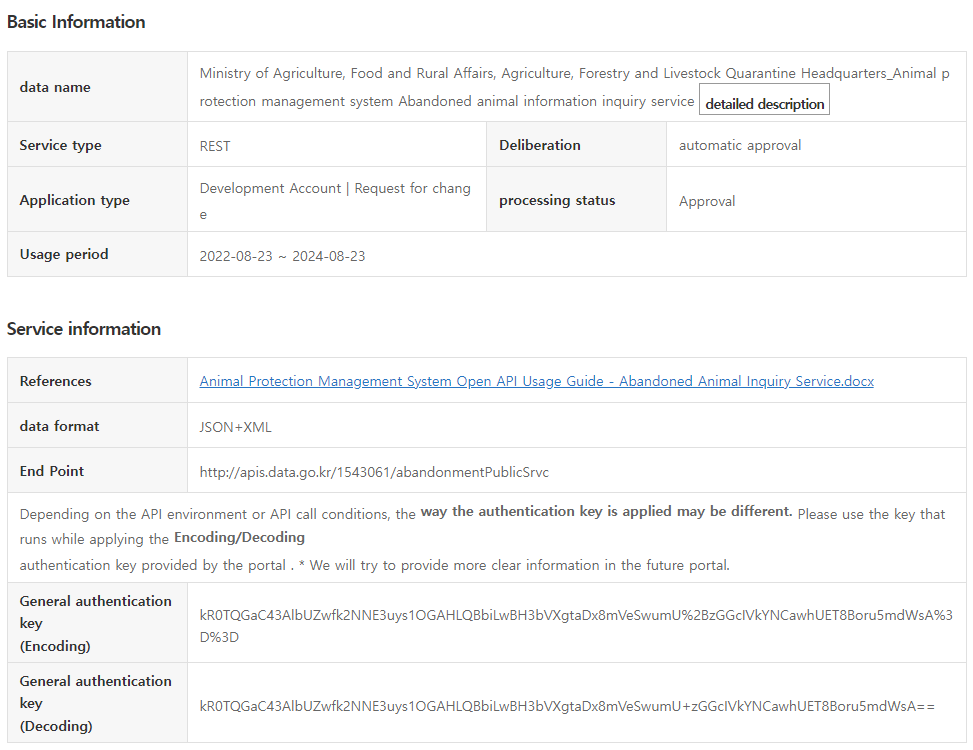 Basic Information
data name
Ministry of Agriculture, Food and Rural Affairs, Agriculture, Forestry and Livestock Quarantine Headquarters_Animal p
rotection management system Abandoned animal information inquiry service detailed description
Service type
REST
Deliberation
automatic approval
Application type
Development Account | Request for chang
e
processing status
Approval
Usage period
2022-08-23 ~ 2024-08-23
Service information
References
Animal Protection Management System Open API Usage Guide - Abandoned Animal Inquiry Service.docx
data format
JSON+XML
End Point
http://apis.data.go.kr/1543061/abandonmentPublicSrvc
Depending on the API environment or API call conditions, the way the authentication key is applied may be different. Please use the key that
runs while applying the Encoding/Decoding
authentication key provided by the portal . * We will try to provide more clear information in the future portal.
General authentication
key
(Encoding)
kR0TQGaC43AlbUZwfk2NNE3uys1OGAHLQBbiLwBH3bVXgtaDx8mVeSwumU%2BzGGcIVkYNCawhUET8Boru5mdWsA%3
D%3D
General authentication
key
(Decoding)
kR0TQGaC43AlbUZwfk2NNE3uys1OGAHLQBbiLwBH3bVXgtaDx8mVeSwumU+zGGcIVkYNCawhUET8Boru5mdWsA==